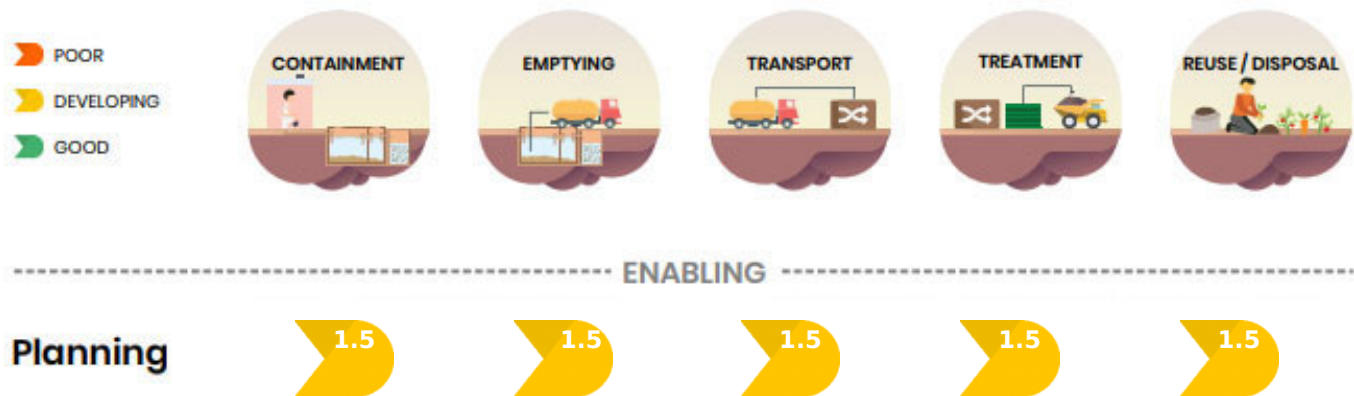 POOR
DEVELOPING
GOOD
CONTAINMENT
EMPTYING
TRANSPORT
TREATMENT
REUSE / DISPOSAL
ENABLING
Planning
1.5
1.5
1.5
1.5
1.5